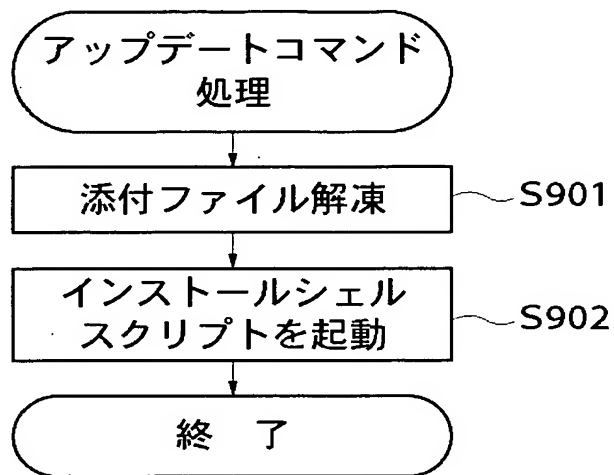 アップデートコマンド
処理
添付ファイル解凍
S901
インストールシェル
スクリプトを起動
S902
終 了